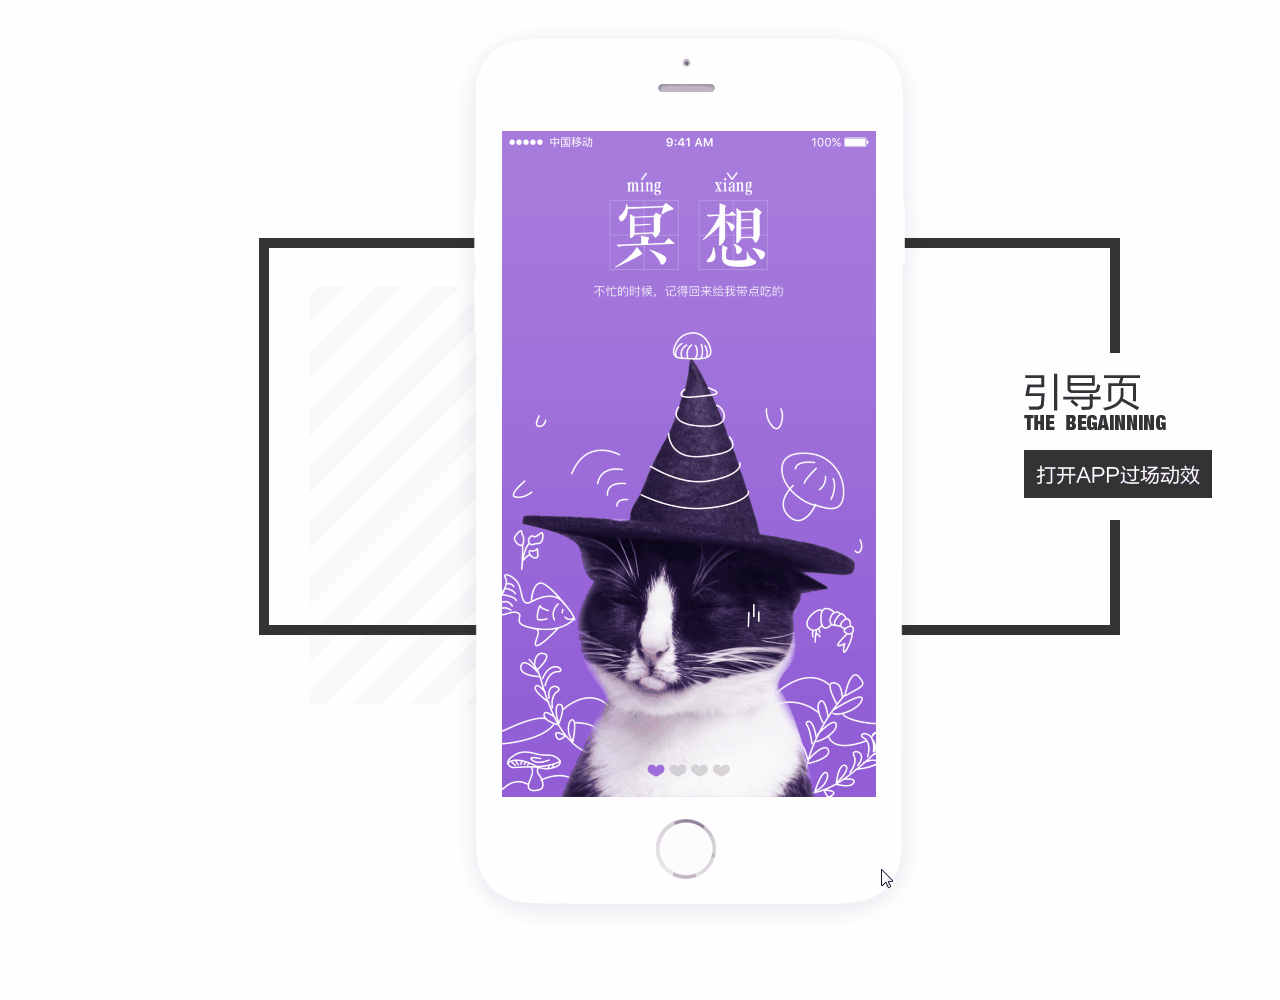 中国移动 9:41 AM 100%
míng xiǎng
冥想
不忙的时候，记得回来给我带点吃的
引导页
THE BEGAINNING
打开APP过场动效